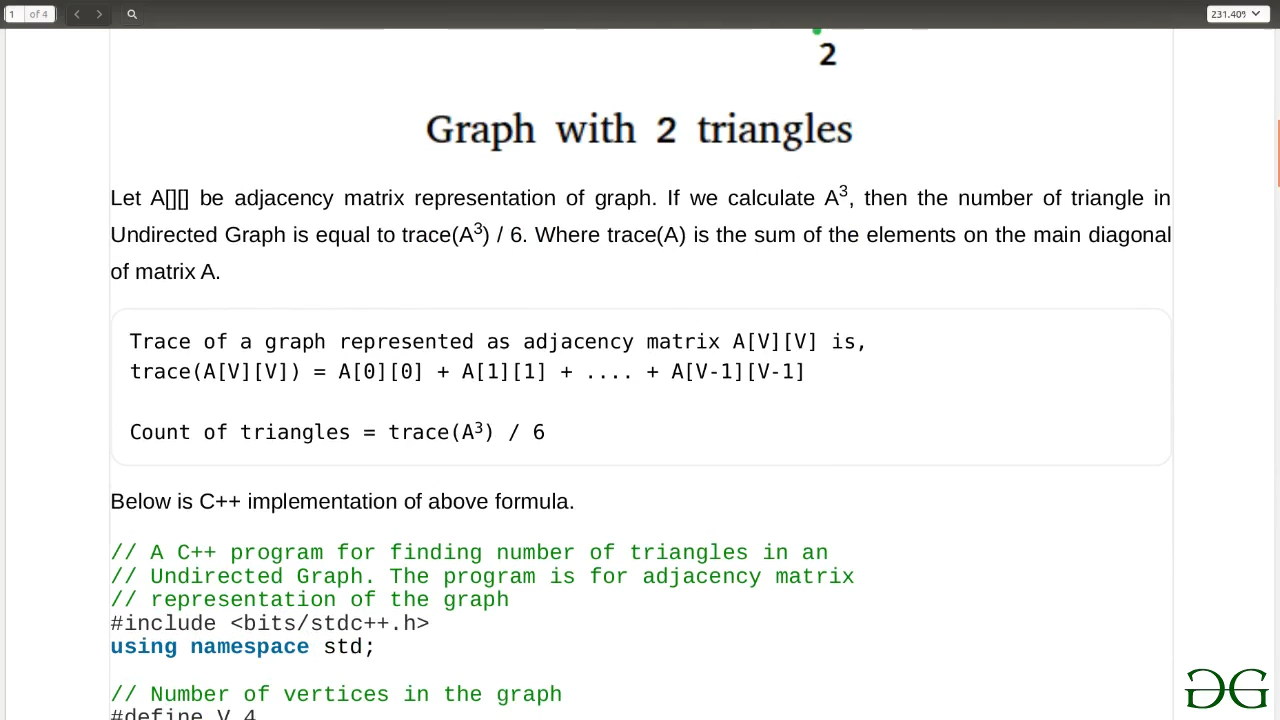 1 of 4 231.40%
2
Graph with 2 triangles
Let A[][] be adjacency matrix representation of graph. If we calculate A³, then the number of triangle in
Undirected Graph is equal to trace(A³) / 6. Where trace(A) is the sum of the elements on the main diagonal
of matrix A.
Trace of a graph represented as adjacency matrix A[V][V] is,
trace(A[V][V]) = A[0][0] + A[1][1] + .... + A[V-1][V-1]
Count of triangles = trace(A³) / 6
Below is C++ implementation of above formula.
// A C++ program for finding number of triangles in an
// Undirected Graph. The program is for adjacency matrix
// representation of the graph
#include <bits/stdc++.h>
using namespace std;
// Number of vertices in the graph
#define V 4